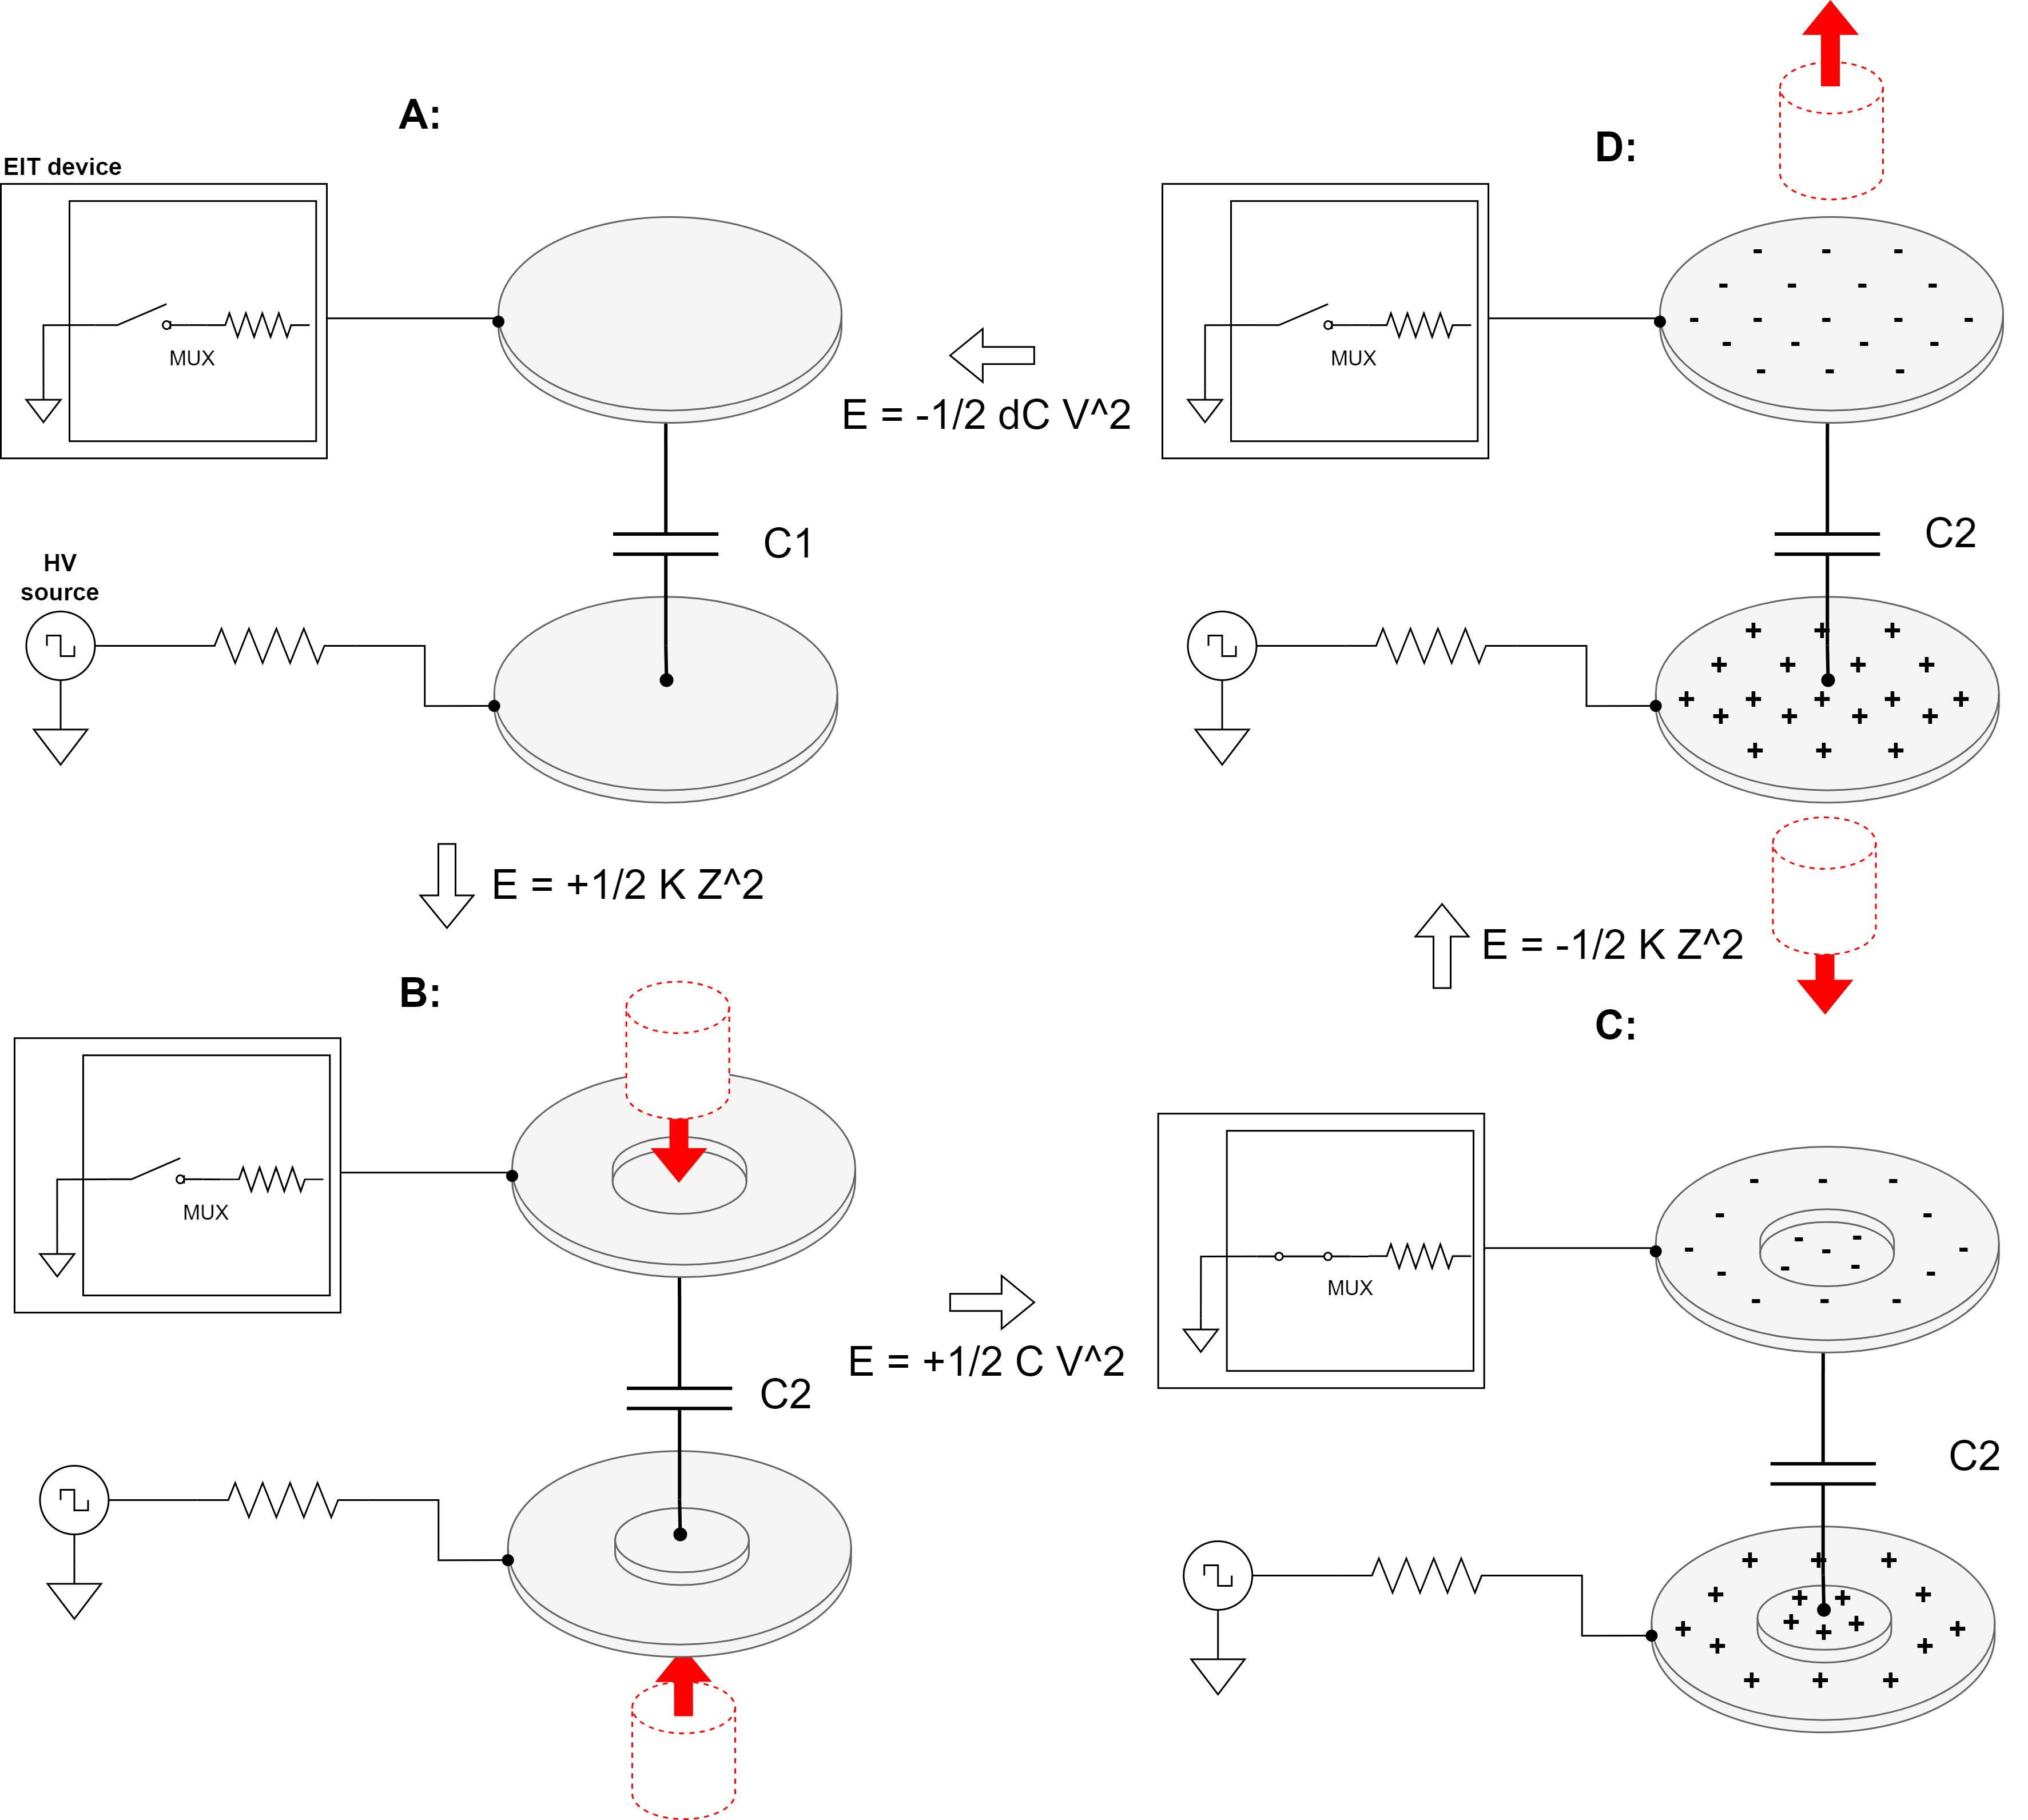 A:
EIT device
MUX
C1
HV
source
E = +1/2 K Z^2
B:
MUX
C2
E = +1/2 C V^2
C:
MUX
- - -
- -
- - -
- - -
- -
- -
- - -
C2
+ + +
+ + + +
+ + + + +
+ +
+ + +
E = -1/2 K Z^2
D:
MUX
- - -
- - - -
- - - - -
- - - -
- - -
C2
+ + +
+ + + +
+ + + + +
+ + + +
+ + +
E = -1/2 dC V^2